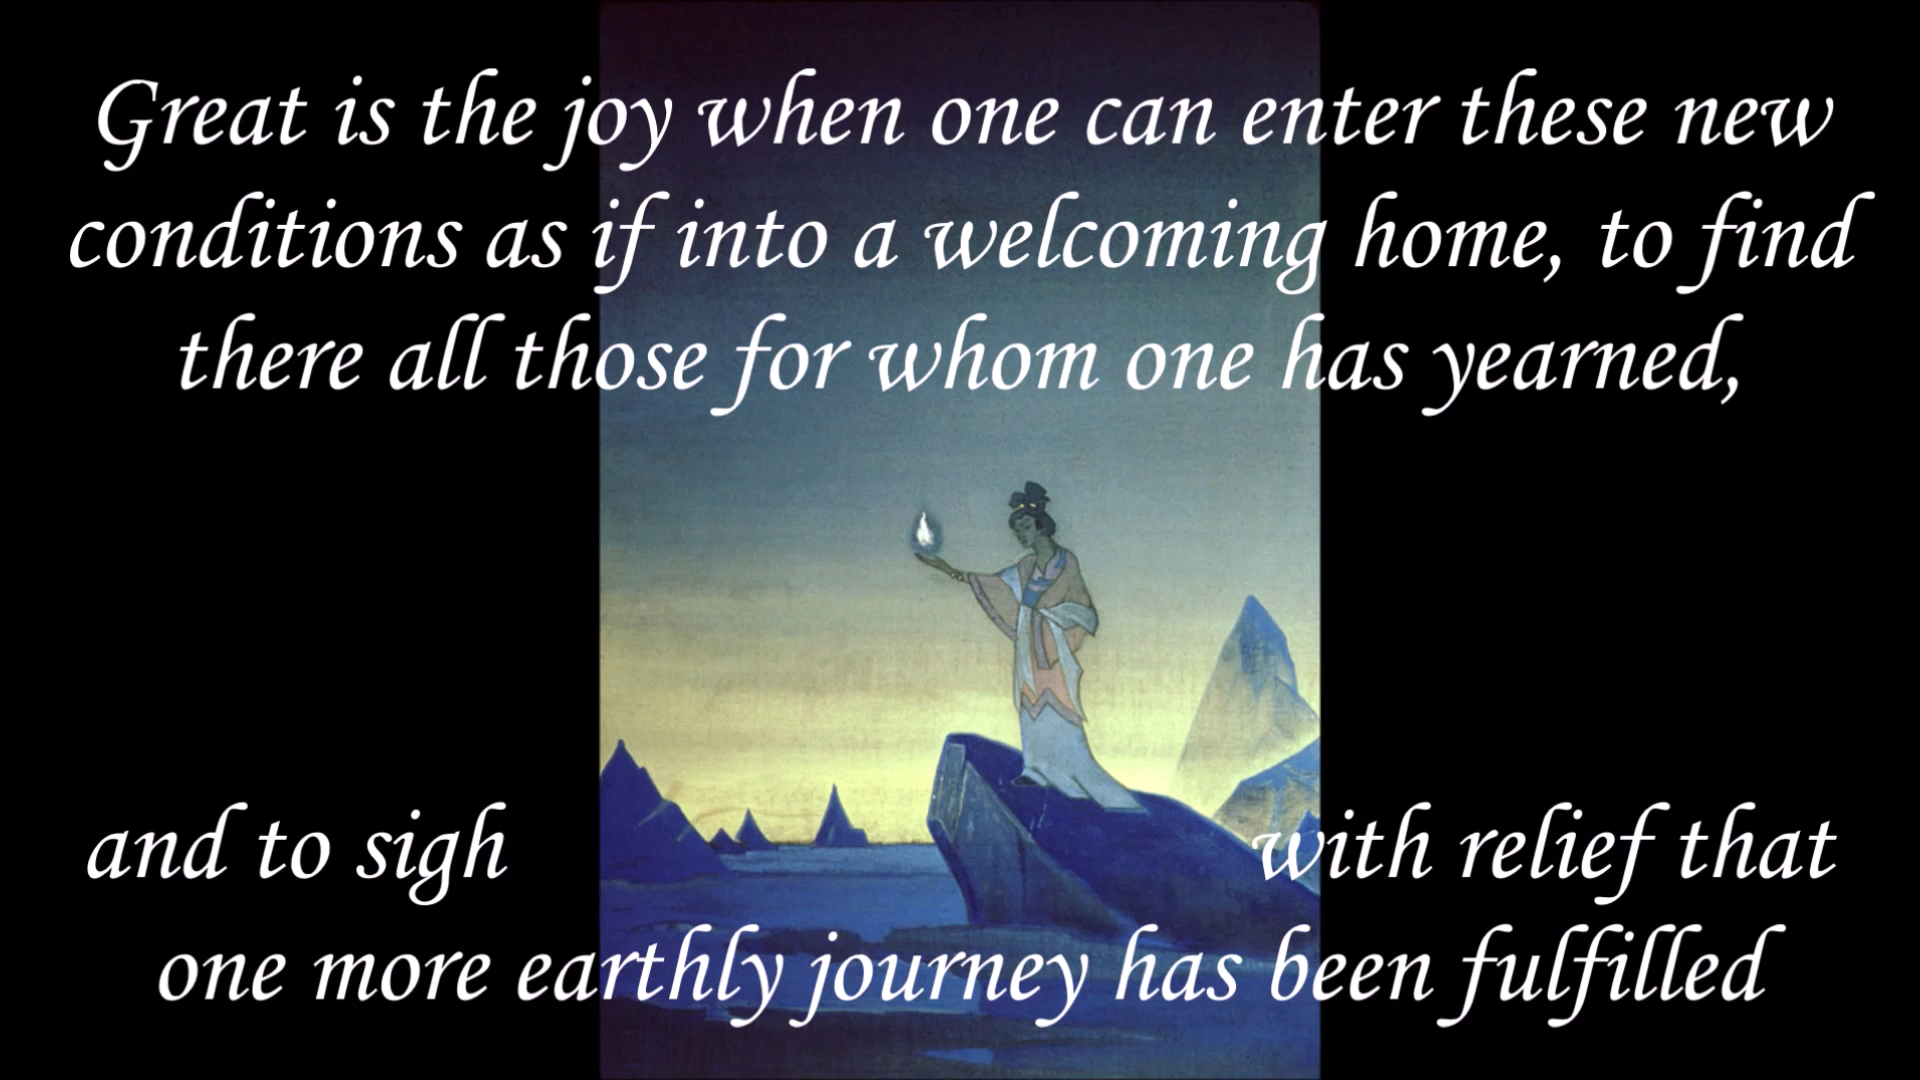 Great is the joy when one can enter these new
conditions as if into a welcoming home, to find
there all those for whom one has yearned,
and to sigh with relief that
one more earthly journey has been fulfilled